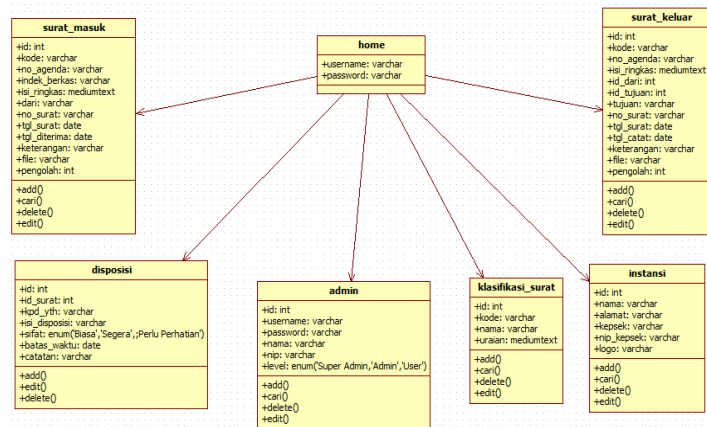 surat_masuk
+id: int
+kode: varchar
+no_agenda: varchar
+indek_berkas: varchar
+isi_ringkas: mediumtext
+dari: varchar
+no_surat: varchar
+tgl_surat: date
+tgl_diterima: date
+keterangan: varchar
+file: varchar
+pengolah: int
+add()
+cari()
+delete()
+edit()
home
+username: varchar
+password: varchar
surat_keluar
+id: int
+kode: varchar
+no_agenda: varchar
+isi_ringkas: mediumtext
+id_dari: int
+id_tujuan: int
+tujuan: varchar
+no_surat: varchar
+tgl_surat: date
+tgl_catat: date
+keterangan: varchar
+file: varchar
+pengolah: int
+add()
+cari()
+delete()
+edit()
disposisi
+id: int
+id_surat: int
+kpd_yth: varchar
+isi_disposisi: varchar
+sifat: enum('Biasa','Segera',;Perlu Perhatian')
+batas_waktu: date
+catatan: varchar
+add()
+edit()
+delete()
admin
+id: int
+username: varchar
+password: varchar
+nama: varchar
+nip: varchar
+level: enum('Super Admin,'Admin','User')
+add()
+cari()
+delete()
+edit()
klasifikasi_surat
+id: int
+kode: varchar
+nama: varchar
+uraian: mediumtext
+add()
+cari()
+delete()
+edit()
instansi
+id: int
+nama: varchar
+alamat: varchar
+kepsek: varchar
+nip_kepsek: varchar
+logo: varchar
+add()
+cari()
+delete()
+edit()